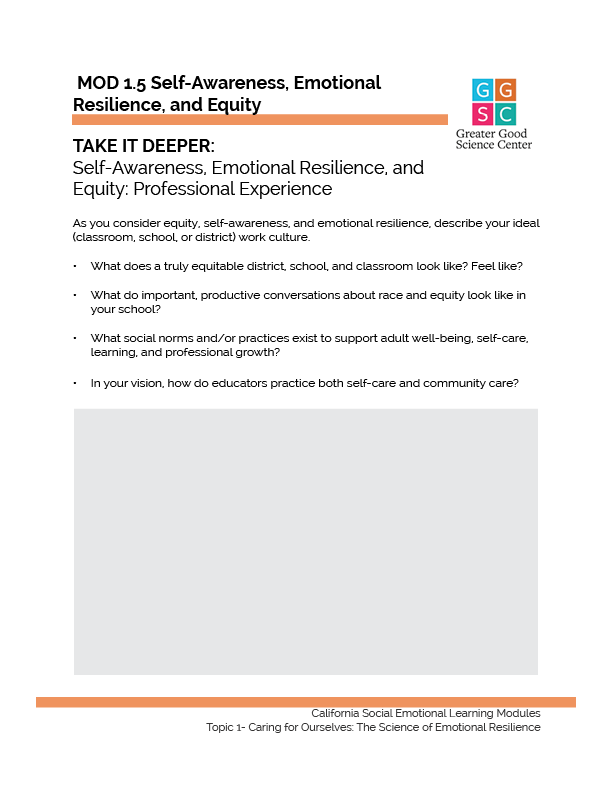 MOD 1.5 Self-Awareness, Emotional
Resilience, and Equity
G G
S C
Greater Good
Science Center
TAKE IT DEEPER:
Self-Awareness, Emotional Resilience, and
Equity: Professional Experience
As you consider equity, self-awareness, and emotional resilience, describe your ideal
(classroom, school, or district) work culture.
• What does a truly equitable district, school, and classroom look like? Feel like?
• What do important, productive conversations about race and equity look like in
your school?
• What social norms and/or practices exist to support adult well-being, self-care,
learning, and professional growth?
• In your vision, how do educators practice both self-care and community care?
California Social Emotional Learning Modules
Topic 1- Caring for Ourselves: The Science of Emotional Resilience